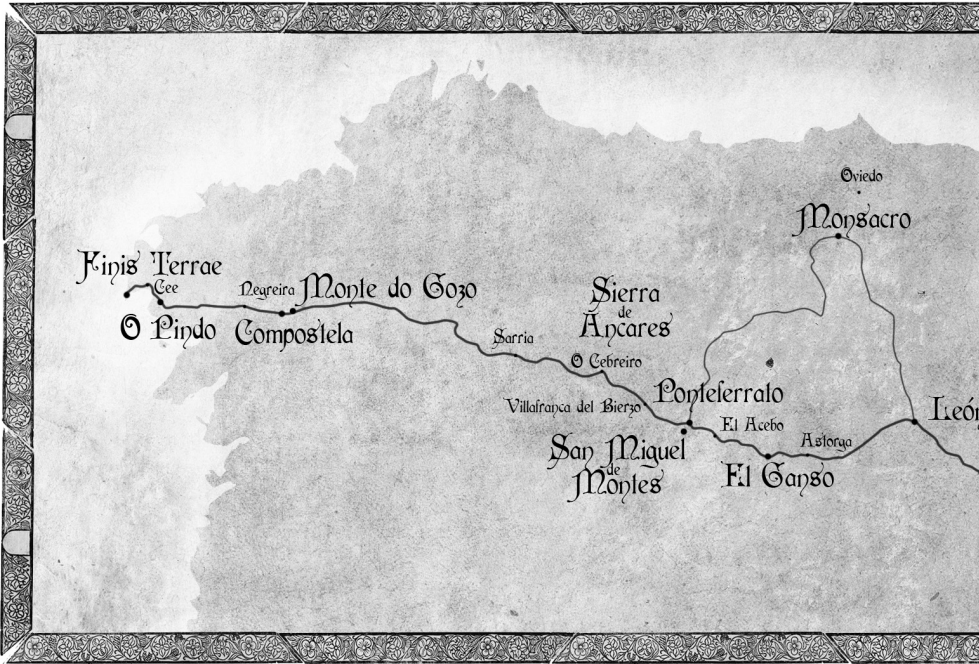 Oviedo
Monsacro
Finis Terrae
Cee
Negreira
Monte do Gozo
O Pindo
Compostela
Sierra
de
Ancares
Sarria
O Cebreiro
Ponteferrato
Villafranca del Bierzo
León
El Acebo
Astorga
San Miguel
de
Montes
El Ganso